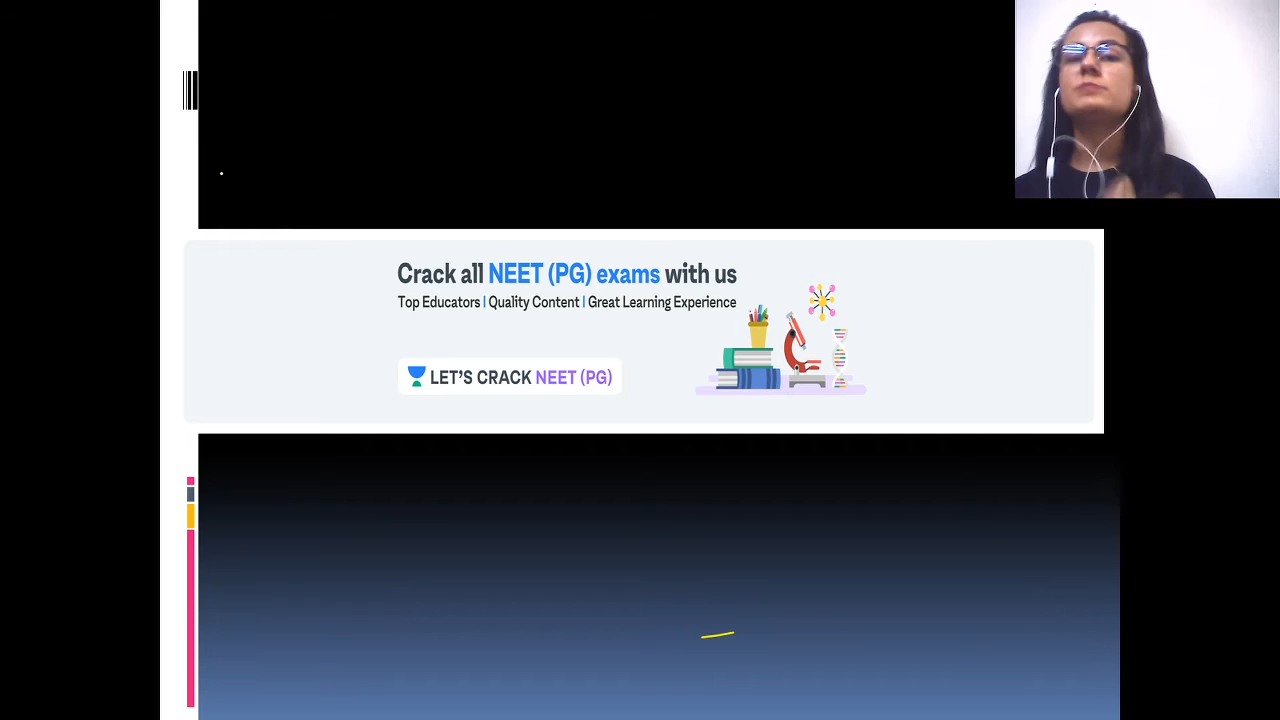 Crack all NEET (PG) exams with us
Top Educators | Quality Content | Great Learning Experience
LET'S CRACK NEET (PG)